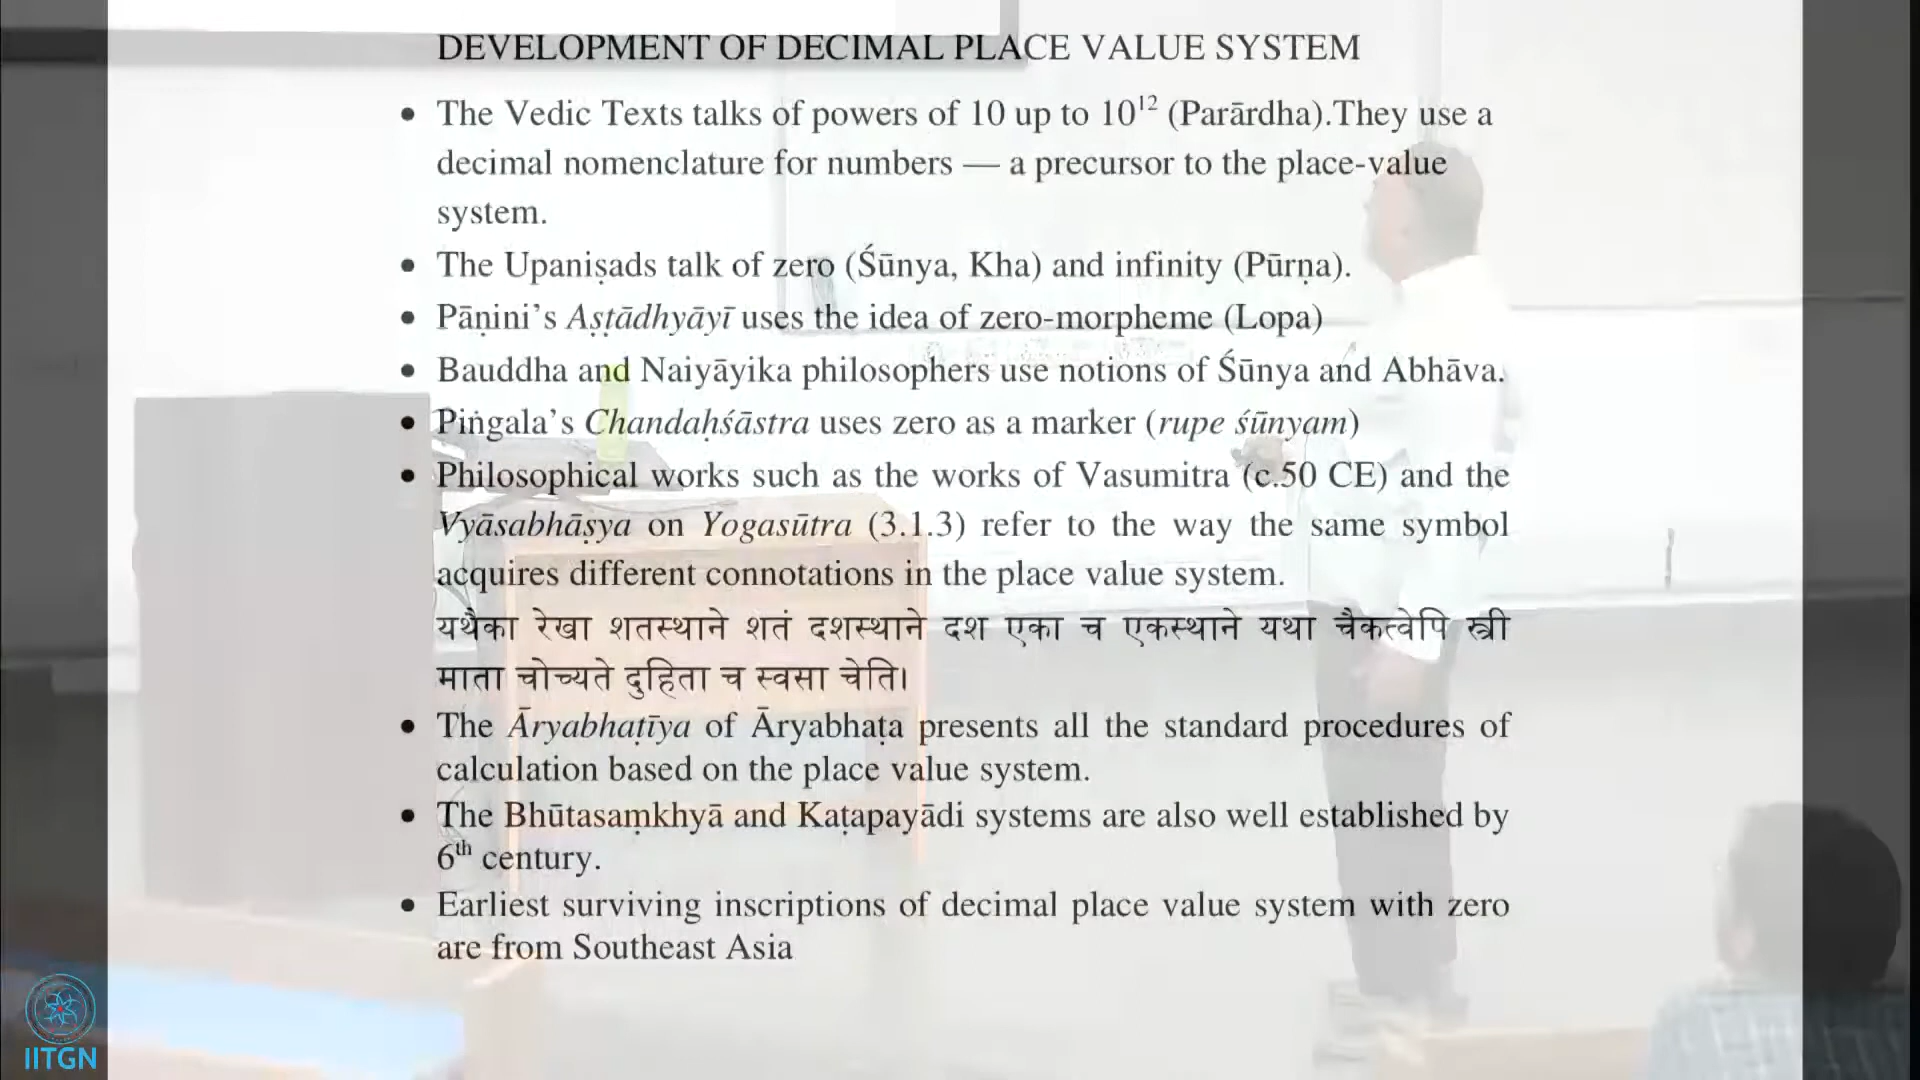 DEVELOPMENT OF DECIMAL PLACE VALUE SYSTEM
• The Vedic Texts talks of powers of 10 up to 10¹² (Parārdha).They use a
decimal nomenclature for numbers — a precursor to the place-value
system.
• The Upaniṣads talk of zero (Śūnya, Kha) and infinity (Pūrṇa).
• Pāṇini’s Aṣṭādhyāyī uses the idea of zero-morpheme (Lopa)
• Bauddha and Naiyāyika philosophers use notions of Śūnya and Abhāva.
• Piṅgala’s Chandaḥśāstra uses zero as a marker (rupe śūnyam)
• Philosophical works such as the works of Vasumitra (c.50 CE) and the
Vyāsabhāṣya on Yogasūtra (3.1.3) refer to the way the same symbol
acquires different connotations in the place value system.
यथैका रेखा शतस्थाने शतं दशस्थाने दश एका च एकस्थाने यथा चैकत्वेपि स्त्री
माता चोच्यते दुहिता च स्वसा चेति।
• The Āryabhaṭīya of Āryabhaṭa presents all the standard procedures of
calculation based on the place value system.
• The Bhūtasaṃkhyā and Kaṭapayādi systems are also well established by
6th century.
• Earliest surviving inscriptions of decimal place value system with zero
are from Southeast Asia
IITGN